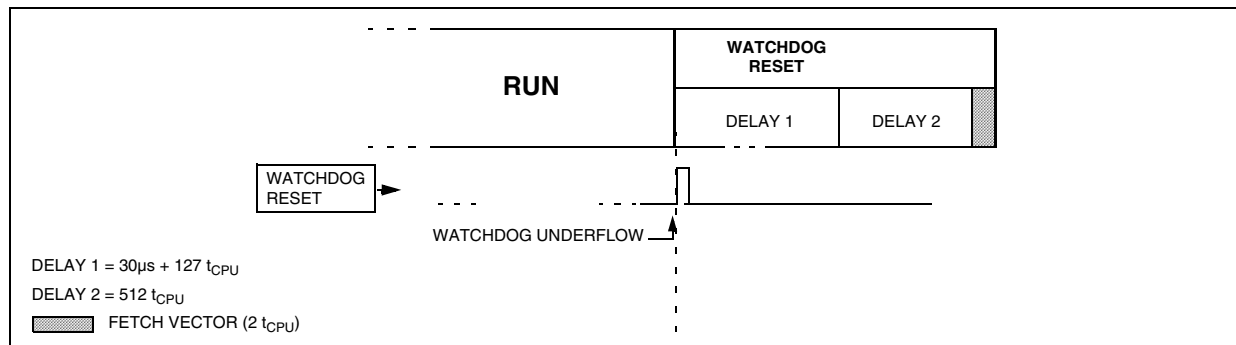 WATCHDOG
RESET
RUN
DELAY 1
DELAY 2
WATCHDOG
RESET
WATCHDOG UNDERFLOW
DELAY 1 = 30µs + 127 tCPU
DELAY 2 = 512 tCPU
FETCH VECTOR (2 tCPU)